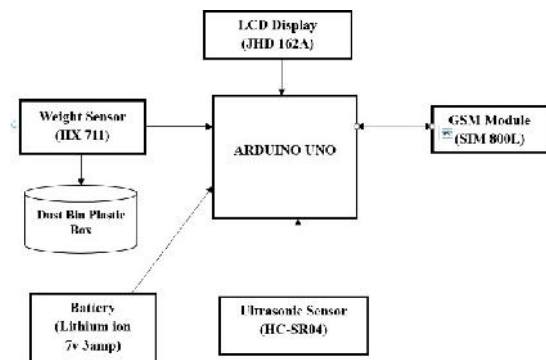 LCD Display
(JHD 162A)
Weight Sensor
(HX 711)
ARDUINO UNO
GSM Module
(SIM 800L)
Dust Bin Plastic
Box
Battery
(Lithium ion
7v 3amp)
Ultrasonic Sensor
(HC-SR04)